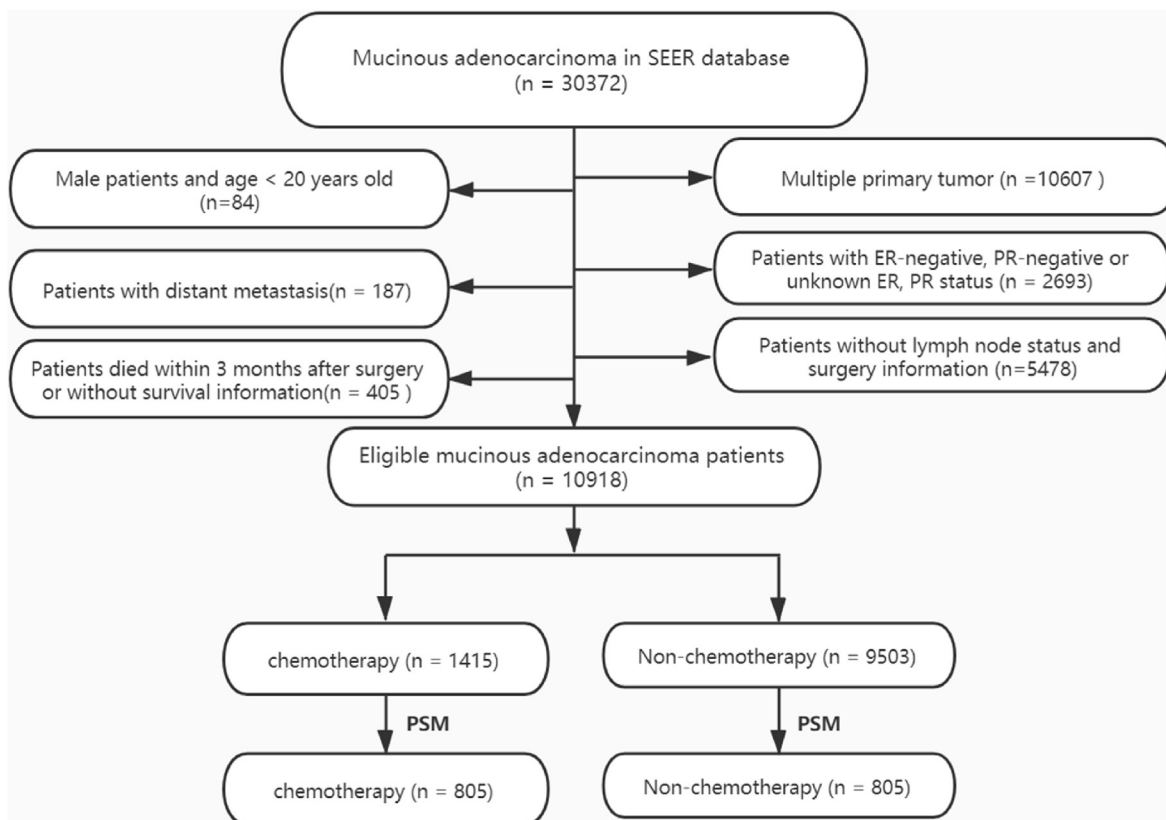 Mucinous adenocarcinoma in SEER database
(n = 30372)
Male patients and age < 20 years old
(n=84)
Multiple primary tumor (n =10607 )
Patients with distant metastasis(n = 187)
Patients with ER-negative, PR-negative or
unknown ER, PR status (n = 2693)
Patients died within 3 months after surgery
or without survival information(n = 405 )
Patients without lymph node status and
surgery information (n=5478)
Eligible mucinous adenocarcinoma patients
(n = 10918)
chemotherapy (n = 1415)
Non-chemotherapy (n = 9503)
PSM
PSM
chemotherapy (n = 805)
Non-chemotherapy (n = 805)